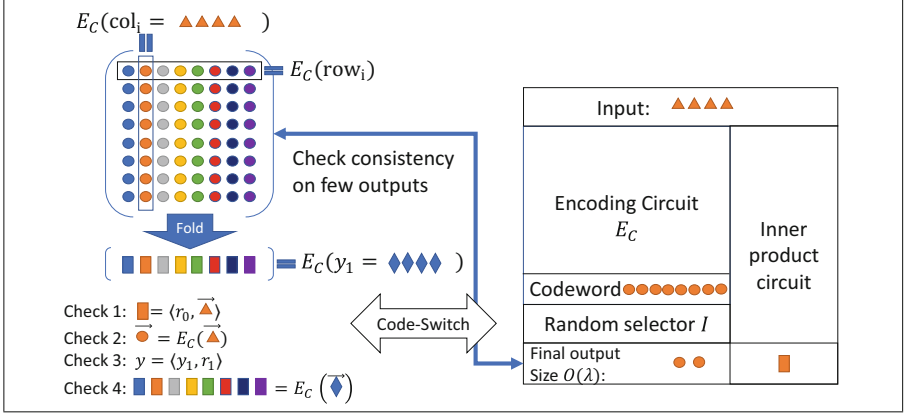 E_C(col_i = )
= E_C(row_i)
Check consistency
on few outputs
Fold
= E_C(y_1 = )
Check 1: = ⟨r_0, ⟩
Check 2: = E_C( )
Check 3: y = ⟨y_1, r_1⟩
Check 4: = E_C ( )
Code-Switch
Input:
Encoding Circuit
E_C
Inner
product
circuit
Codeword
Random selector I
Final output
Size O(λ):